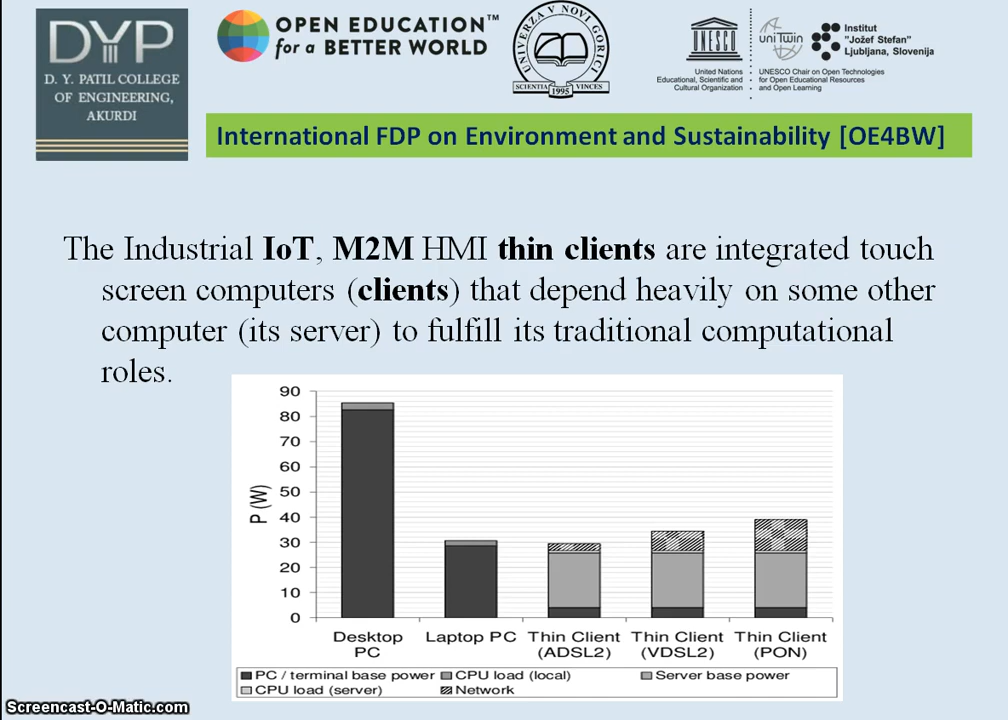 DYP
D. Y. PATIL COLLEGE
OF ENGINEERING,
AKURDI
OPEN EDUCATION™
for a BETTER WORLD
UNIVERZA V NOVI GORICI
SCIENTIA VINCES
1995
UNESCO
United Nations
Educational, Scientific and
Cultural Organization
uniTwin
Institut
"Jožef Stefan"
Ljubljana, Slovenija
UNESCO Chair on Open Technologies
for Open Educational Resources
and Open Learning
International FDP on Environment and Sustainability [OE4BW]
The Industrial IoT, M2M HMI thin clients are integrated touch
screen computers (clients) that depend heavily on some other
computer (its server) to fulfill its traditional computational
roles.
P (W)
90
80
70
60
50
40
30
20
10
0
Desktop PC
Laptop PC
Thin Client (ADSL2)
Thin Client (VDSL2)
Thin Client (PON)
PC / terminal base power
CPU load (local)
Server base power
CPU load (server)
Network
Screencast-O-Matic.com